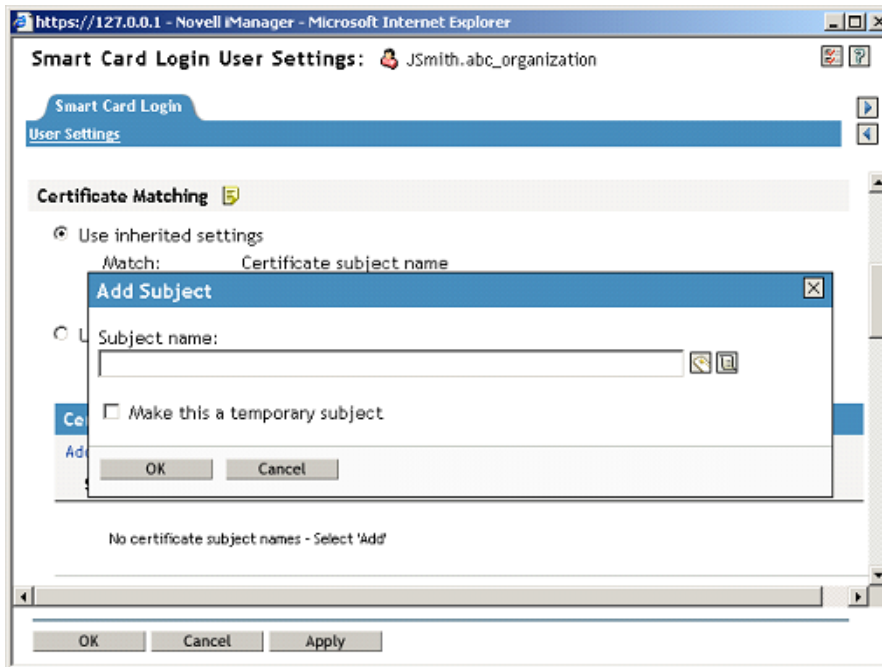 https://127.0.0.1 - Novell iManager - Microsoft Internet Explorer
Smart Card Login User Settings: JSmith.abc_organization
Smart Card Login
User Settings
Certificate Matching
Use inherited settings
Match: Certificate subject name
Add Subject
Subject name:
Make this a temporary subject
OK Cancel
No certificate subject names - Select 'Add'
OK Cancel Apply